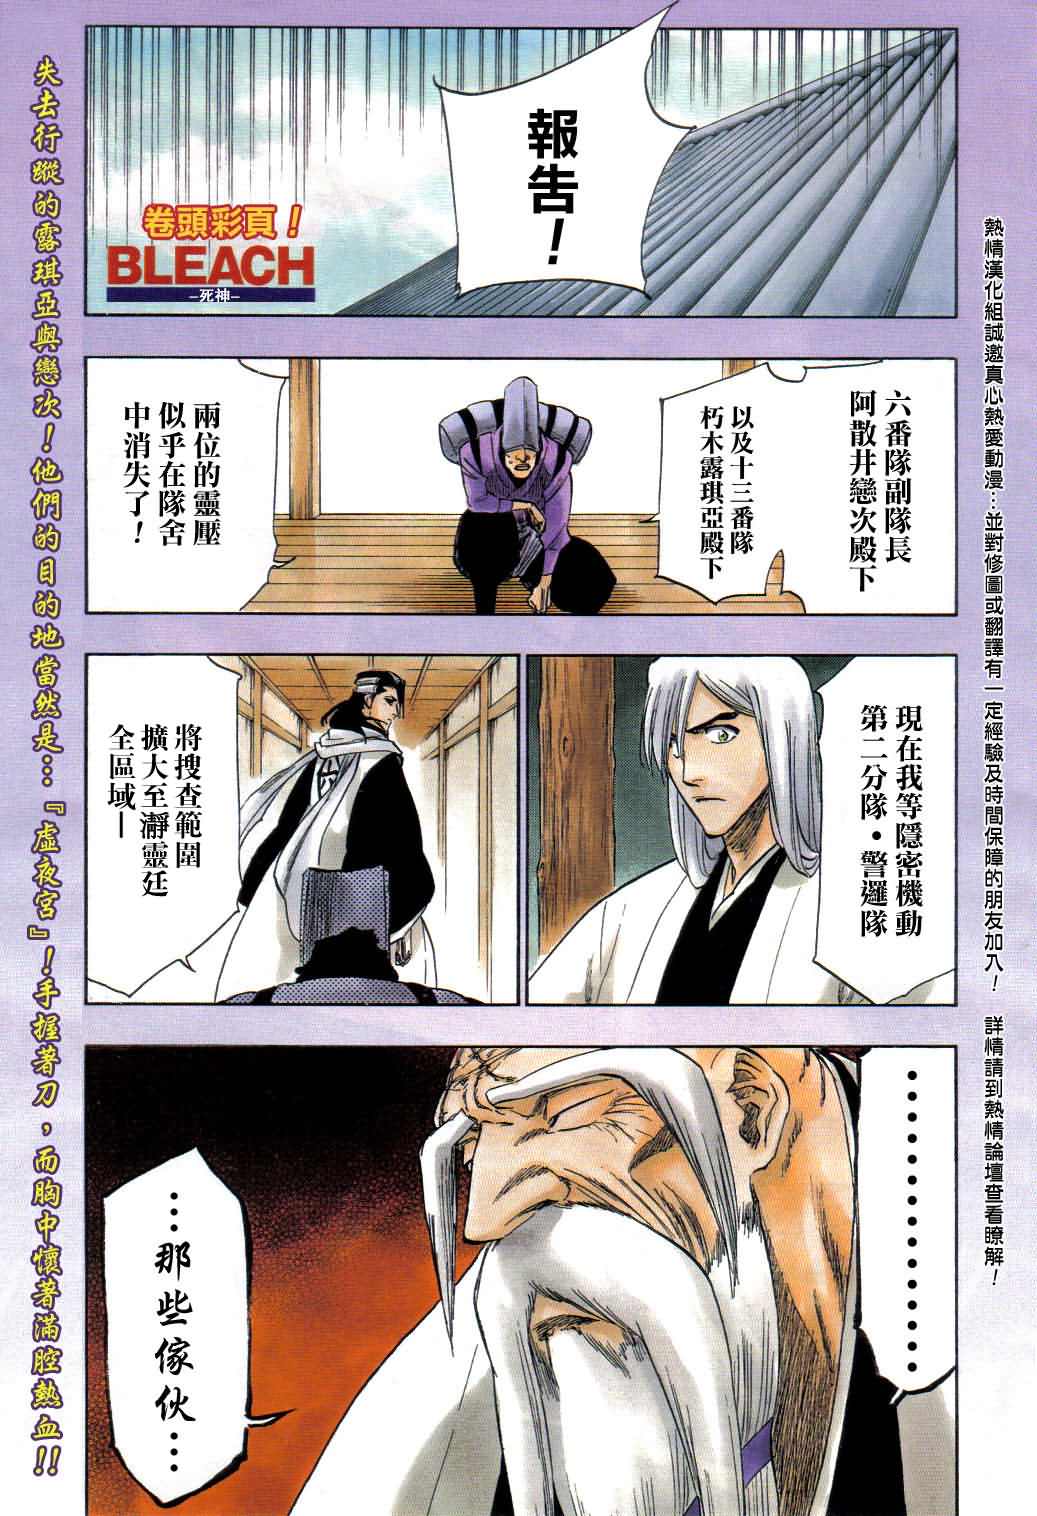 報告！
卷頭彩頁！
BLEACH
–死神–
六番隊副隊長
阿散井戀次殿下
以及十三番隊
朽木露琪亞殿下
兩位的靈壓
似乎在隊舍
中消失了！
現在我等隱密機動
第二分隊・警邏隊
將搜查範圍
擴大至瀞靈廷
全區域—
…………
…那些傢伙…
熱情漢化組誠邀真心熱愛動漫…並對修圖或翻譯有一定經驗及時間保障的朋友加入！ 詳情請到熱情論壇查看瞭解！
失去行蹤的露琪亞與戀次！他們的目的地當然是…『虛夜宮』！手握著刀，而胸中懷著滿腔熱血!!